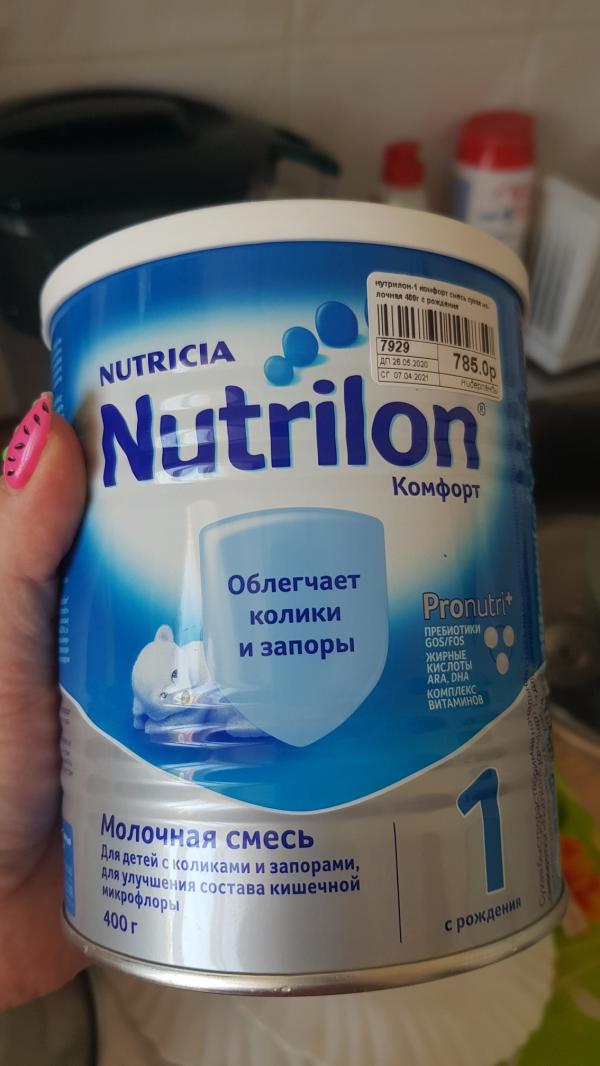 нутрилон-1 комфорт смесь сухая мо-
лочная 400г с рождения
7929
785.0р
ДП 26.05.2020
СГ 07.04.2021
Нидерланды
NUTRICIA
Nutrilon®
Комфорт
Облегчает
колики
и запоры
Pronutri+
ПРЕБИОТИКИ
GOS/FOS
ЖИРНЫЕ
КИСЛОТЫ
ARA, DHA
КОМПЛЕКС
ВИТАМИНОВ
Молочная смесь
Для детей с коликами и запорами,
для улучшения состава кишечной
микрофлоры
400 г
1
с рождения